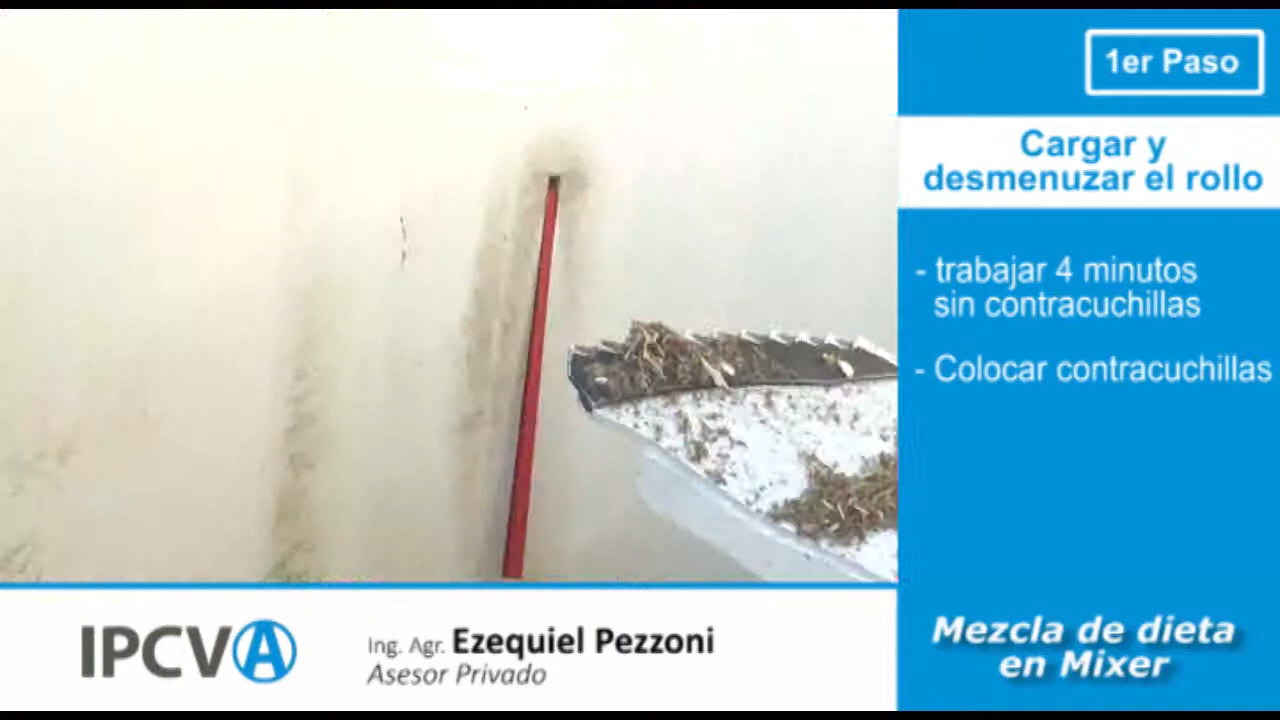 1er Paso
Cargar y
desmenuzar el rollo
- trabajar 4 minutos
sin contracuchillas
- Colocar contracuchillas
Mezcla de dieta
en Mixer
IPCVA
Ing. Agr. Ezequiel Pezzoni
Asesor Privado